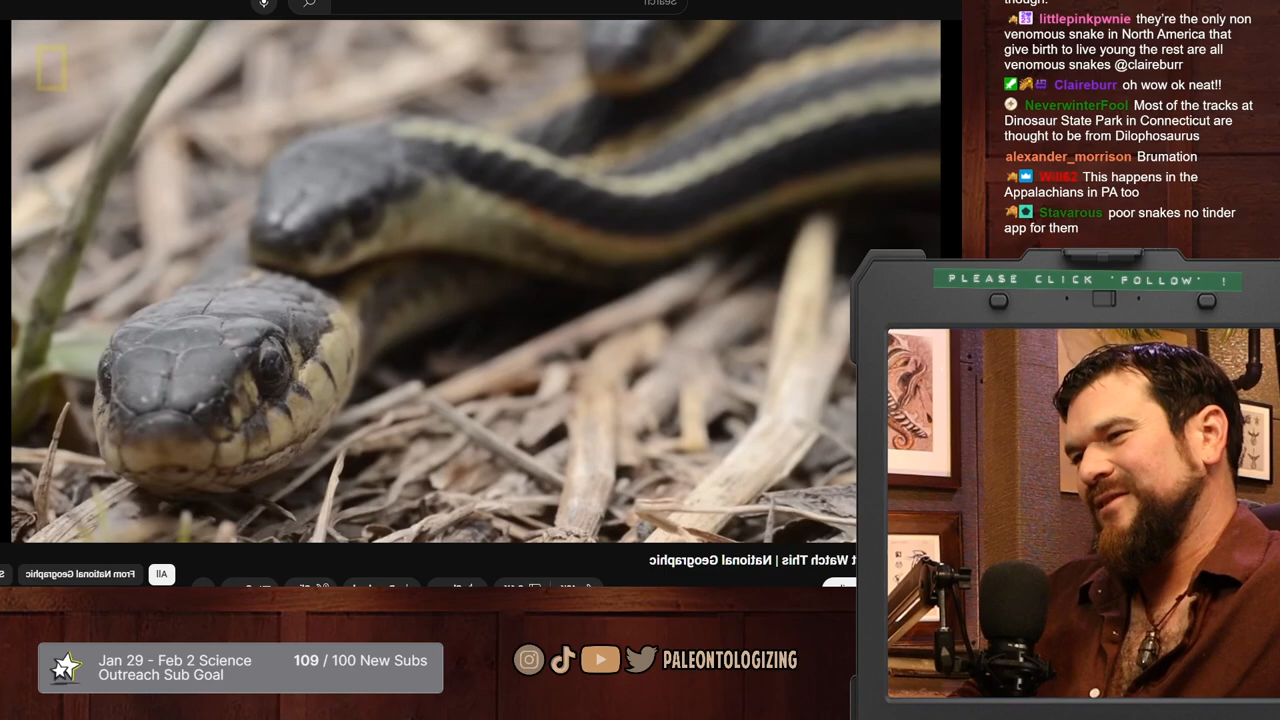 Search
though.
littlepinkpwnie they're the only non
venomous snake in North America that
give birth to live young the rest are all
venomous snakes @claireburr
Claireburr oh wow ok neat!!
NeverwinterFool Most of the tracks at
Dinosaur State Park in Connecticut are
thought to be from Dilophosaurus
alexander_morrison Brumation
Will62 This happens in the
Appalachians in PA too
Stavarous poor snakes no tinder
app for them
PLEASE CLICK "FOLLOW" !
t Watch This | National Geographic
All
From National Geographic
Jan 29 - Feb 2 Science
Outreach Sub Goal
109 / 100 New Subs
PALEONTOLOGIZING